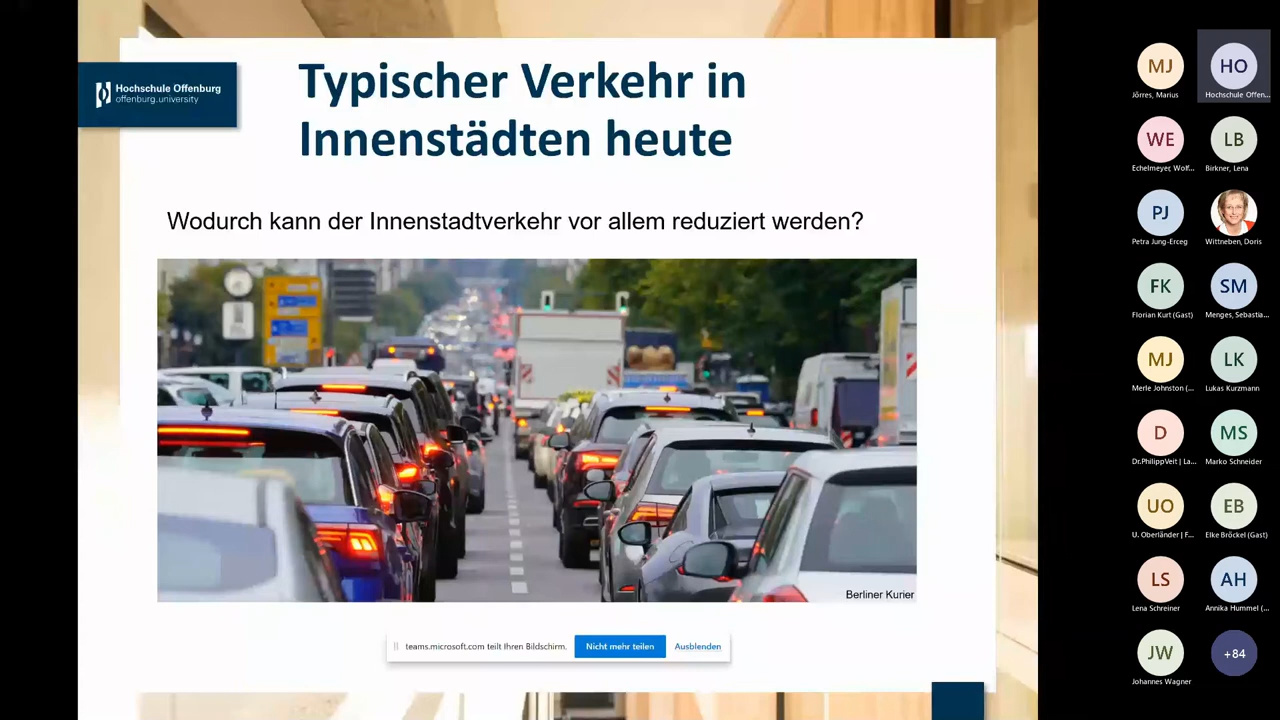 Hochschule Offenburg
offenburg.university
Typischer Verkehr in
Innenstädten heute
Wodurch kann der Innenstadtverkehr vor allem reduziert werden?
Berliner Kurier
teams.microsoft.com teilt Ihren Bildschirm.
Nicht mehr teilen
Ausblenden
MJ
Jörres, Marius
HO
Hochschule Offen...
WE
Echelmeyer, Wolf...
LB
Birkner, Lena
PJ
Petra Jung-Erceg
Wittneben, Doris
FK
Florian Kurt (Gast)
SM
Menges, Sebastia...
MJ
Merle Johnston (...
LK
Lukas Kurzmann
D
Dr.PhilippVeit | La...
MS
Marko Schneider
UO
U. Oberländer | F...
EB
Elke Bröckel (Gast)
LS
Lena Schreiner
AH
Annika Hummel (...
JW
Johannes Wagner
+84